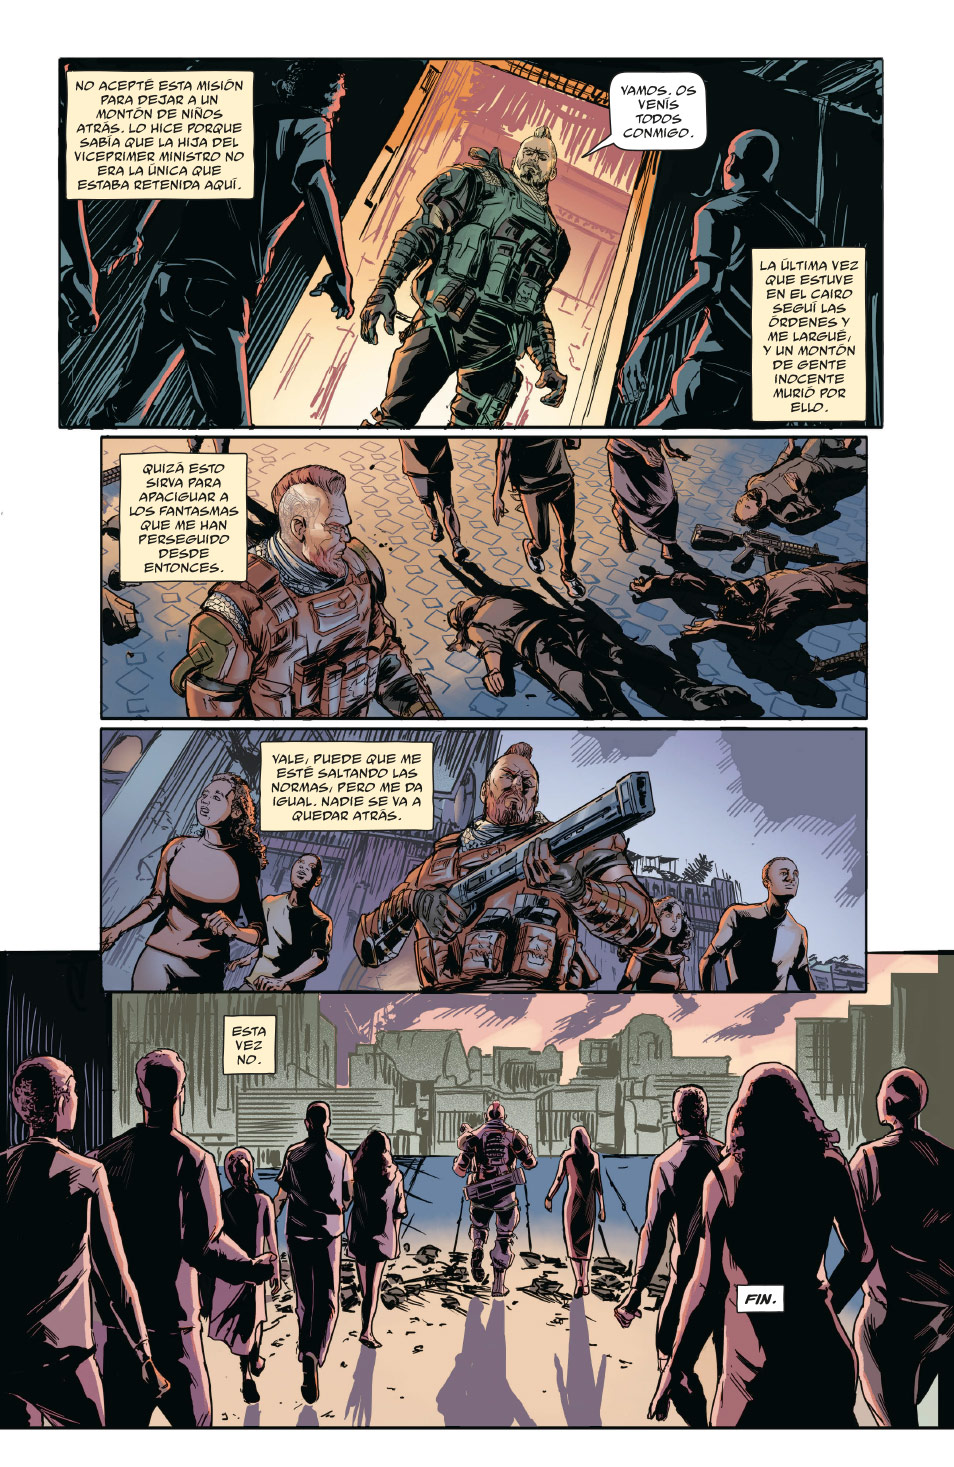 NO ACEPTÉ ESTA MISIÓN
PARA DEJAR A UN
MONTÓN DE NIÑOS
ATRÁS. LO HICE PORQUE
SABÍA QUE LA HIJA DEL
VICEPRIMER MINISTRO NO
ERA LA ÚNICA QUE
ESTABA RETENIDA AQUÍ.
VAMOS. OS
VENÍS
TODOS
CONMIGO.
LA ÚLTIMA VEZ
QUE ESTUVE
EN EL CAIRO
SEGUÍ LAS
ÓRDENES Y
ME LARGUÉ,
Y UN MONTÓN
DE GENTE
INOCENTE
MURIÓ POR
ELLO.
QUIZÁ ESTO
SIRVA PARA
APACIGUAR A
LOS FANTASMAS
QUE ME HAN
PERSEGUIDO
DESDE
ENTONCES.
VALE, PUEDE QUE ME
ESTÉ SALTANDO LAS
NORMAS, PERO ME DA
IGUAL. NADIE SE VA A
QUEDAR ATRÁS.
ESTA
VEZ
NO.
FIN.